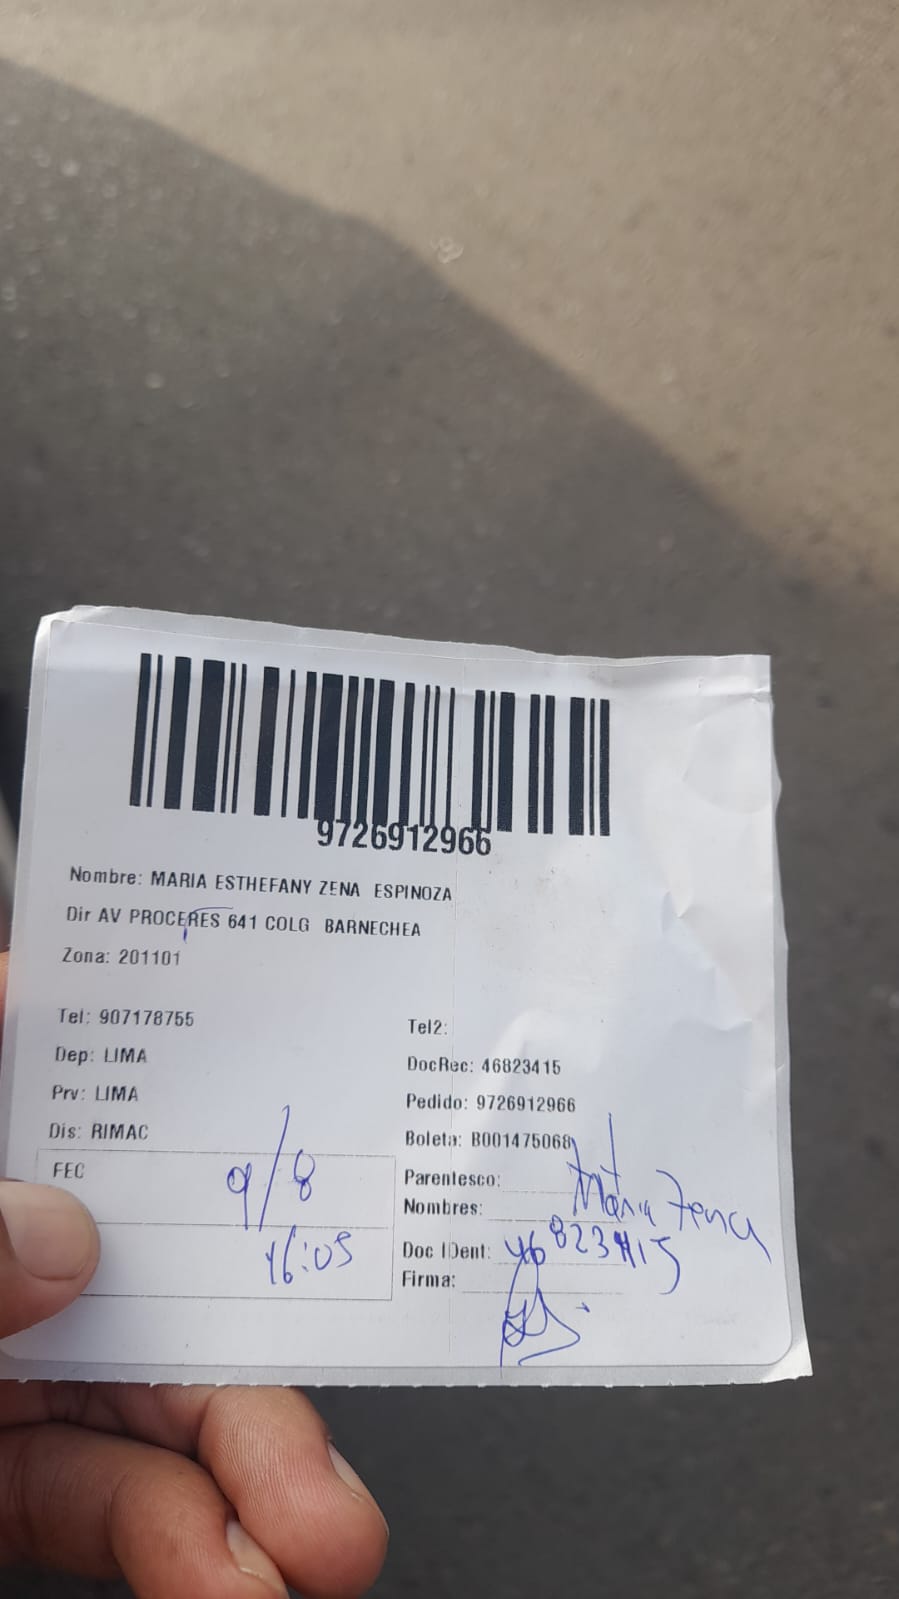 9726912966
Nombre: MARIA ESTHEFANY ZENA ESPINOZA
Dir AV PROCERES 641 COLG BARNECHEA
Zona: 201101
Tel: 907178755
Tel2:
Dep: LIMA
DocRec: 46823415
Prv: LIMA
Pedido: 9726912966
Dis: RIMAC
Boleta: B001475068
FEC 9/8
16:05
Parentesco:
Nombres: Maria Zena
Doc IDent: 46823415
Firma: